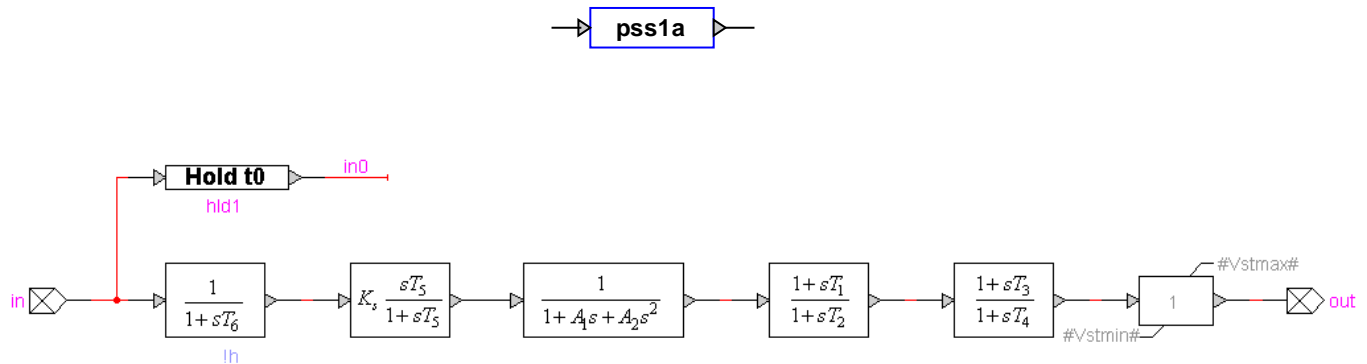 pss1a
Hold t0
in0
hld1
in
1
1+sT₆
!h
Kₛ sT₅
1+sT₅
1
1+A₁s+A₂s²
1+sT₁
1+sT₂
1+sT₃
1+sT₄
#Vstmax#
1
#Vstmin#
out